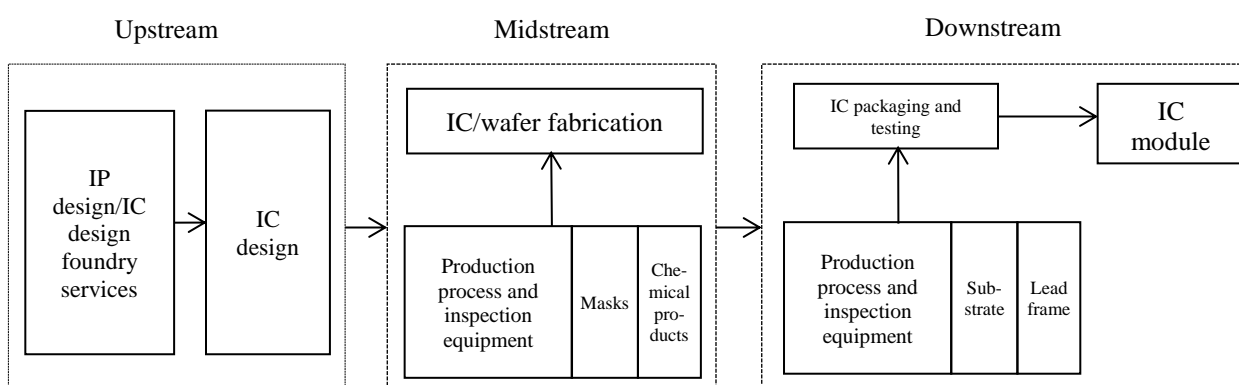 Upstream
Midstream
Downstream
IP
design/IC
design
foundry
services
IC
design
IC/wafer fabrication
Production
process and
inspection
equipment
Masks
Che-
mical
pro-
ducts
IC packaging and
testing
IC
module
Production
process and
inspection
equipment
Sub-
strate
Lead
frame